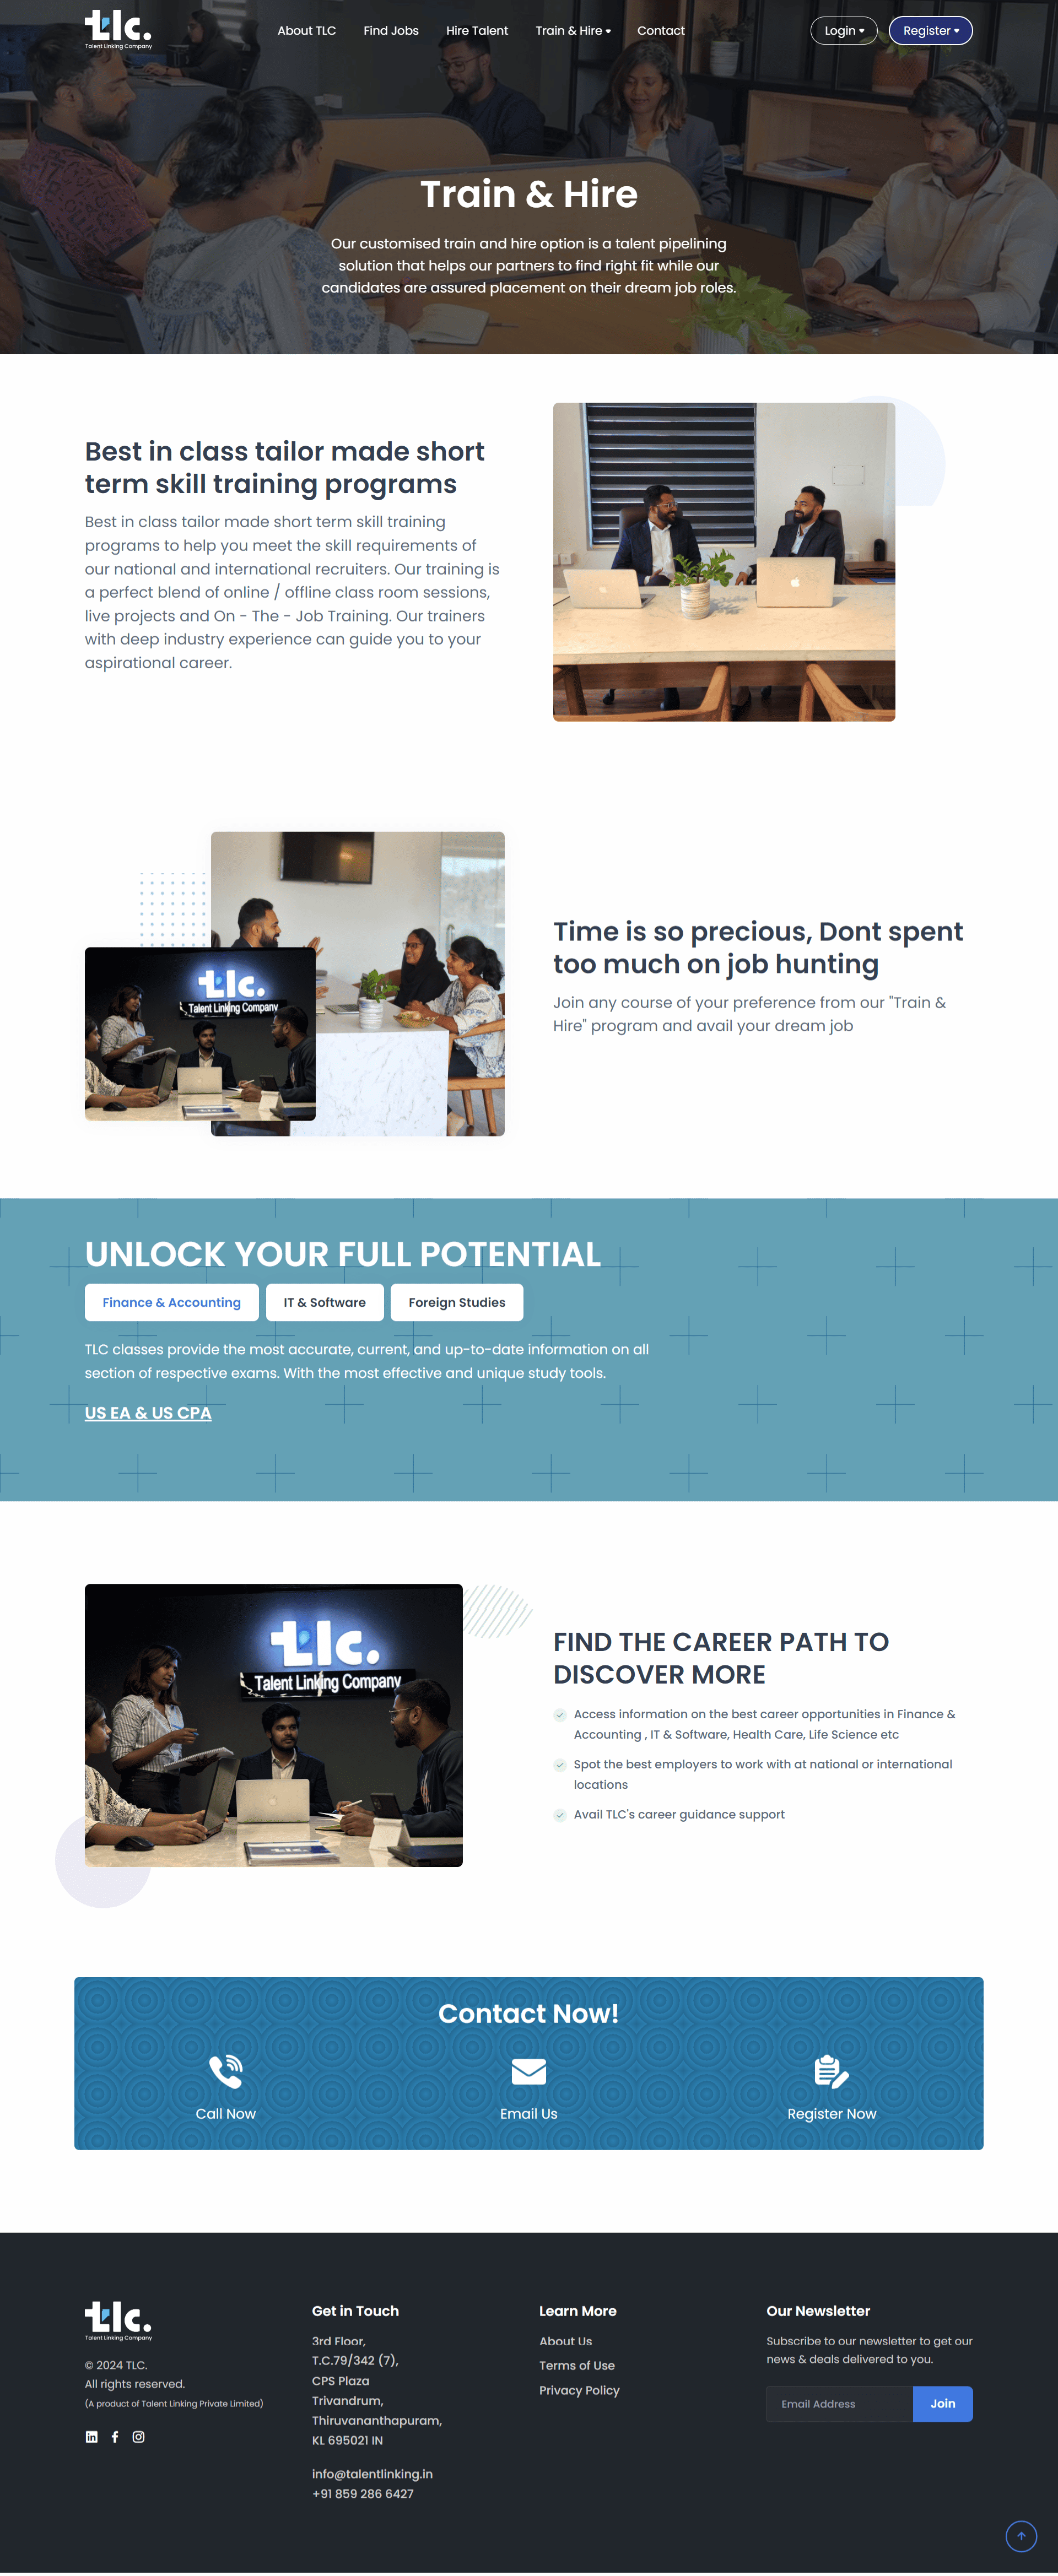 tlc.
Talent Linking Company
About TLC
Find Jobs
Hire Talent
Train & Hire
Contact
Login
Register
Train & Hire
Our customised train and hire option is a talent pipelining
solution that helps our partners to find right fit while our
candidates are assured placement on their dream job roles.
Best in class tailor made short
term skill training programs
Best in class tailor made short term skill training
programs to help you meet the skill requirements of
our national and international recruiters. Our training is
a perfect blend of online / offline class room sessions,
live projects and On - The - Job Training. Our trainers
with deep industry experience can guide you to your
aspirational career.
tlc.
Talent Linking Company
Time is so precious, Dont spent
too much on job hunting
Join any course of your preference from our "Train &
Hire" program and avail your dream job
UNLOCK YOUR FULL POTENTIAL
Finance & Accounting
IT & Software
Foreign Studies
TLC classes provide the most accurate, current, and up-to-date information on all
section of respective exams. With the most effective and unique study tools.
US EA & US CPA
tlc.
Talent Linking Company
FIND THE CAREER PATH TO
DISCOVER MORE
Access information on the best career opportunities in Finance &
Accounting , IT & Software, Health Care, Life Science etc
Spot the best employers to work with at national or international
locations
Avail TLC's career guidance support
Contact Now!
Call Now
Email Us
Register Now
tlc.
Talent Linking Company
© 2024 TLC.
All rights reserved.
(A product of Talent Linking Private Limited)
Get in Touch
3rd Floor,
T.C.79/342 (7),
CPS Plaza
Trivandrum,
Thiruvananthapuram,
KL 695021 IN
info@talentlinking.in
+91 859 286 6427
Learn More
About Us
Terms of Use
Privacy Policy
Our Newsletter
Subscribe to our newsletter to get our
news & deals delivered to you.
Email Address
Join